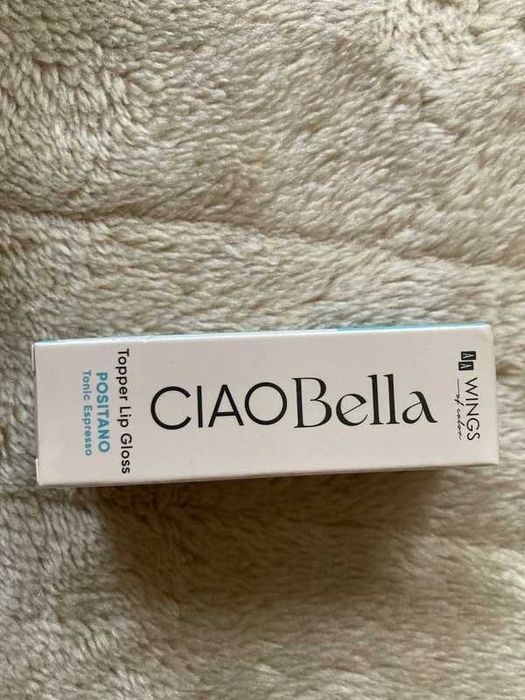 AA WINGS
of color
CIAOBella
Topper Lip Gloss
POSITANO
Tonic Espresso